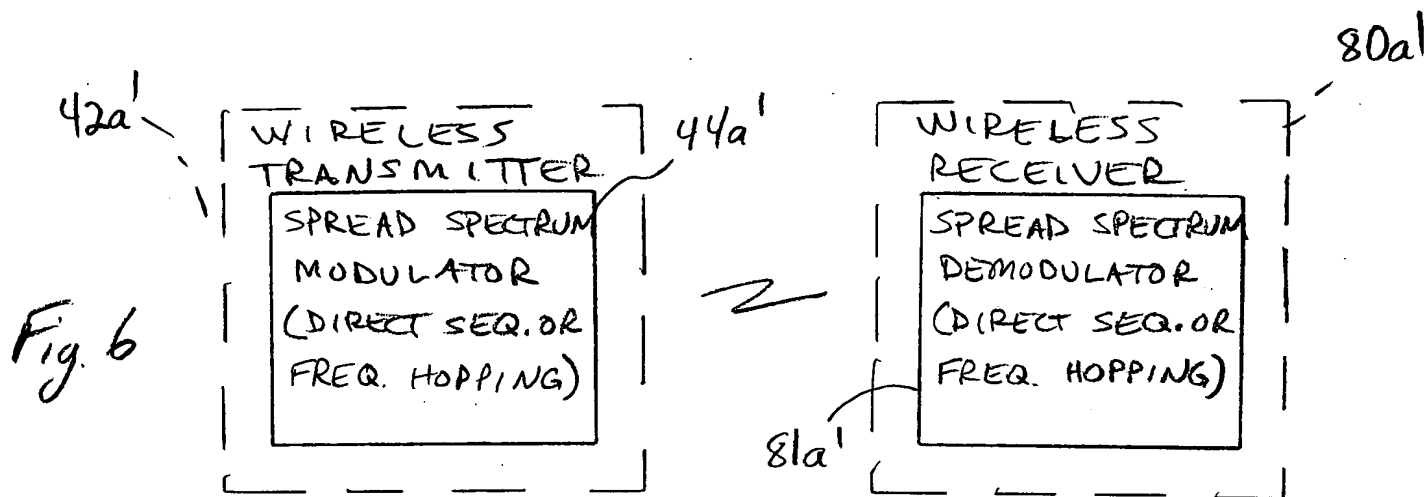 80a'
42a'
WIRELESS
TRANSMITTER
44a'
SPREAD SPECTRUM
MODULATOR
(DIRECT SEQ. OR
FREQ. HOPPING)
WIRELESS
RECEIVER
SPREAD SPECTRUM
DEMODULATOR
(DIRECT SEQ. OR
FREQ. HOPPING)
81a'
Fig. 6